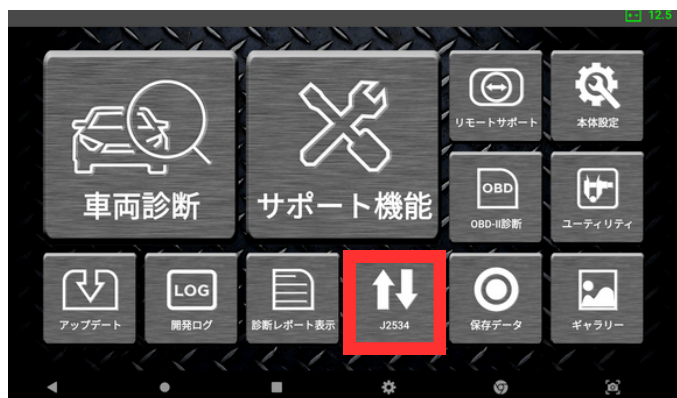 12.5
リモートサポート
本体設定
車両診断
サポート機能
OBD
OBD-II診断
ユーティリティ
LOG
アップデート
開発ログ
診断レポート表示
J2534
保存データ
ギャラリー